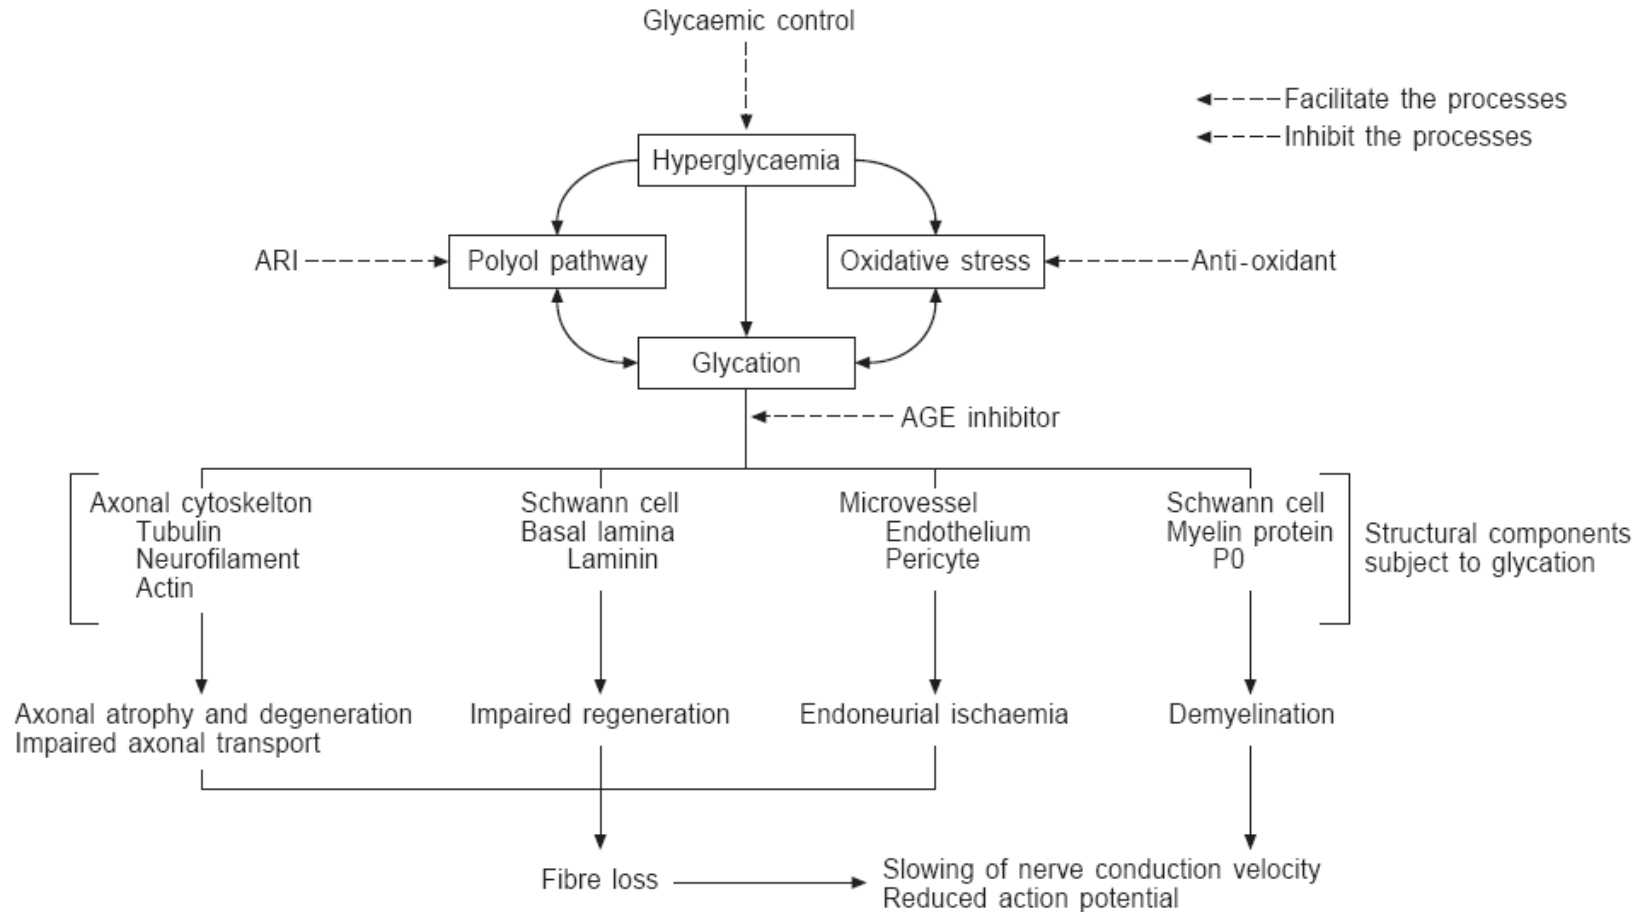 Glycaemic control
Facilitate the processes
Inhibit the processes
Hyperglycaemia
ARI
Polyol pathway
Oxidative stress
Anti-oxidant
Glycation
AGE inhibitor
Axonal cytoskelton
Tubulin
Neurofilament
Actin
Schwann cell
Basal lamina
Laminin
Microvessel
Endothelium
Pericyte
Schwann cell
Myelin protein
P0
Structural components
subject to glycation
Axonal atrophy and degeneration
Impaired axonal transport
Impaired regeneration
Endoneurial ischaemia
Demyelination
Fibre loss
Slowing of nerve conduction velocity
Reduced action potential